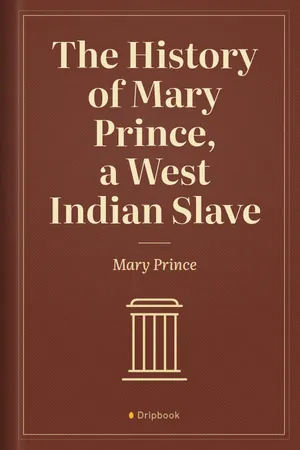 The History
of Mary
Prince,
a West
Indian Slave
Mary Prince
Dripbook